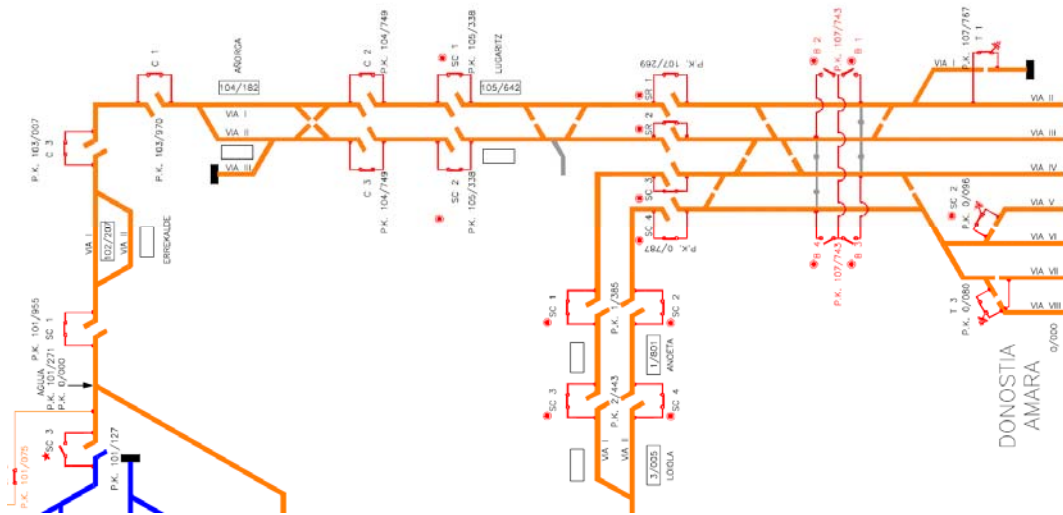 C 1
P.K. 103/970
AÑORGA
104/182
VIA I
VIA II
VIA III
C 2
P.K. 104/749
C 3
P.K. 104/749
SC 1
P.K. 105/338
SC 2
P.K. 105/338
LUGARITZ
105/642
P.K. 107/269
SR 1
SR 2
SC 3
SC 4
P.K. 0/787
B 2
P.K. 107/743
B 1
B 4
P.K. 107/743
B 3
P.K. 107/767
T 1
VIA I
VIA II
VIA III
VIA IV
VIA V
VIA VI
VIA VII
VIA VIII
SC 2
P.K. 0/096
T 3
P.K. 0/080
0/000
DONOSTIA
AMARA
P.K. 103/007
C 3
VIA I
102/207
VIA II
ERREKALDE
P.K. 101/955
SC 1
AGUJA
P.K. 101/271
P.K. 0/000
SC 3
P.K. 101/127
P.K. 101/075
SC 1
P.K. 1/385
SC 2
1/801
ANOETA
SC 3
P.K. 2/443
SC 4
VIA I
VIA II
3/005
LOIOLA